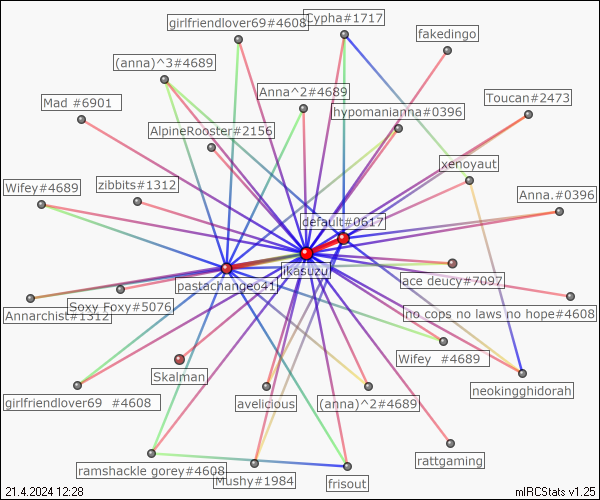 girlfriendlover69#4608
Cypha#1717
fakedingo
(anna)^3#4689
Anna^2#4689
Toucan#2473
Mad #6901
hypomanianna#0396
AlpineRooster#2156
xenoyaut
Wifey#4689
zibbits#1312
Anna.#0396
default#0617
jkasuzu
pastachange041
ace deucy#7097
Soxy Foxy#5076
no cops no laws no hope#4608
Annarchist#1312
Wifey #4689
Skalman
neokingghidorah
girlfriendlover69 #4608
avelicious
(anna)^2#4689
rattgaming
ramshackle gorey#4608
Mushy#1984
frisout
21.4.2024 12:28
mIRCStats v1.25